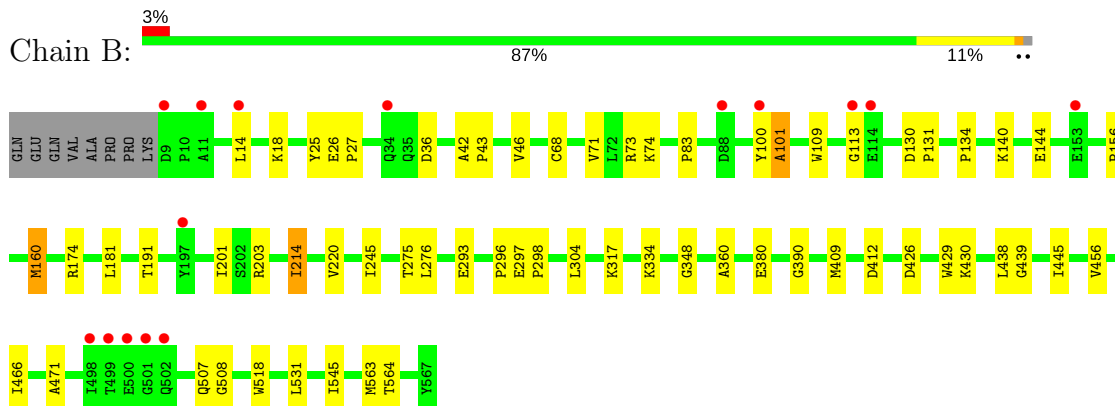 3%
Chain B:
87% 11% ••
GLN GLU GLN VAL ALA PRO PRO LYS D9 P10 A11 L14 K18 Y25 E26 P27 Q34 Q35 D36 A42 P43 V46 C68 V71 L72 R73 K74 P83 D88 Y100 A101 W109 G113 E114 D130 P131 P134 K140 E144 E153 R156
M160 R174 L181 T191 Y197 I201 S202 R203 I214 V220 I245 T275 L276 E293 P296 E297 P298 L304 K317 K334 G348 A360 E380 G390 M409 D412 D426 W429 K430 L438 G439 I445 V456
I466 A471 I498 T499 E500 G501 Q502 Q507 G508 W518 L531 I545 M563 T564 Y567